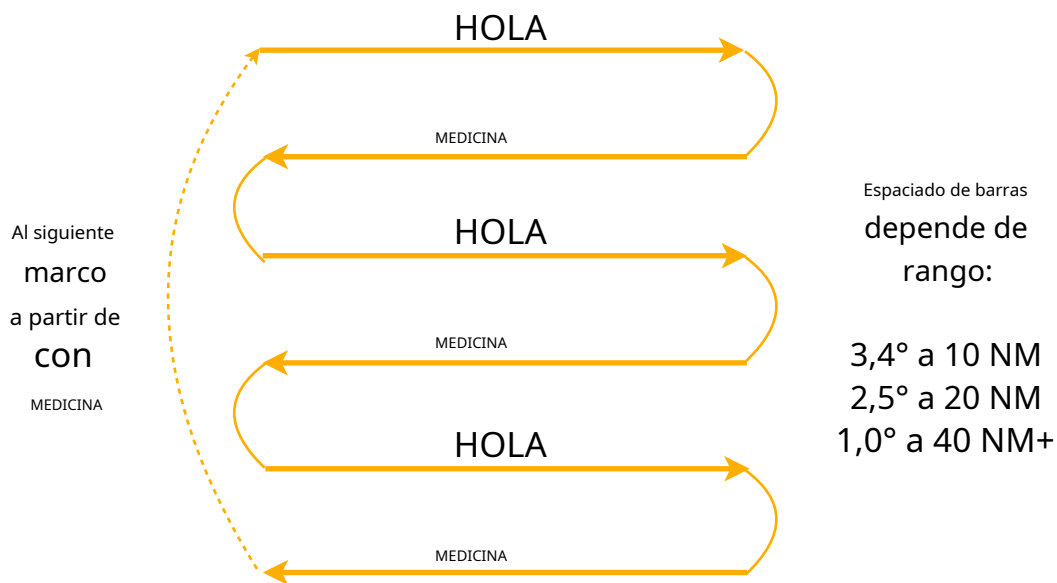 HOLA
MEDICINA
HOLA
MEDICINA
HOLA
MEDICINA
Al siguiente
marco
a partir de
con
MEDICINA
Espaciado de barras
depende de
rango:
3,4° a 10 NM
2,5° a 20 NM
1,0° a 40 NM+